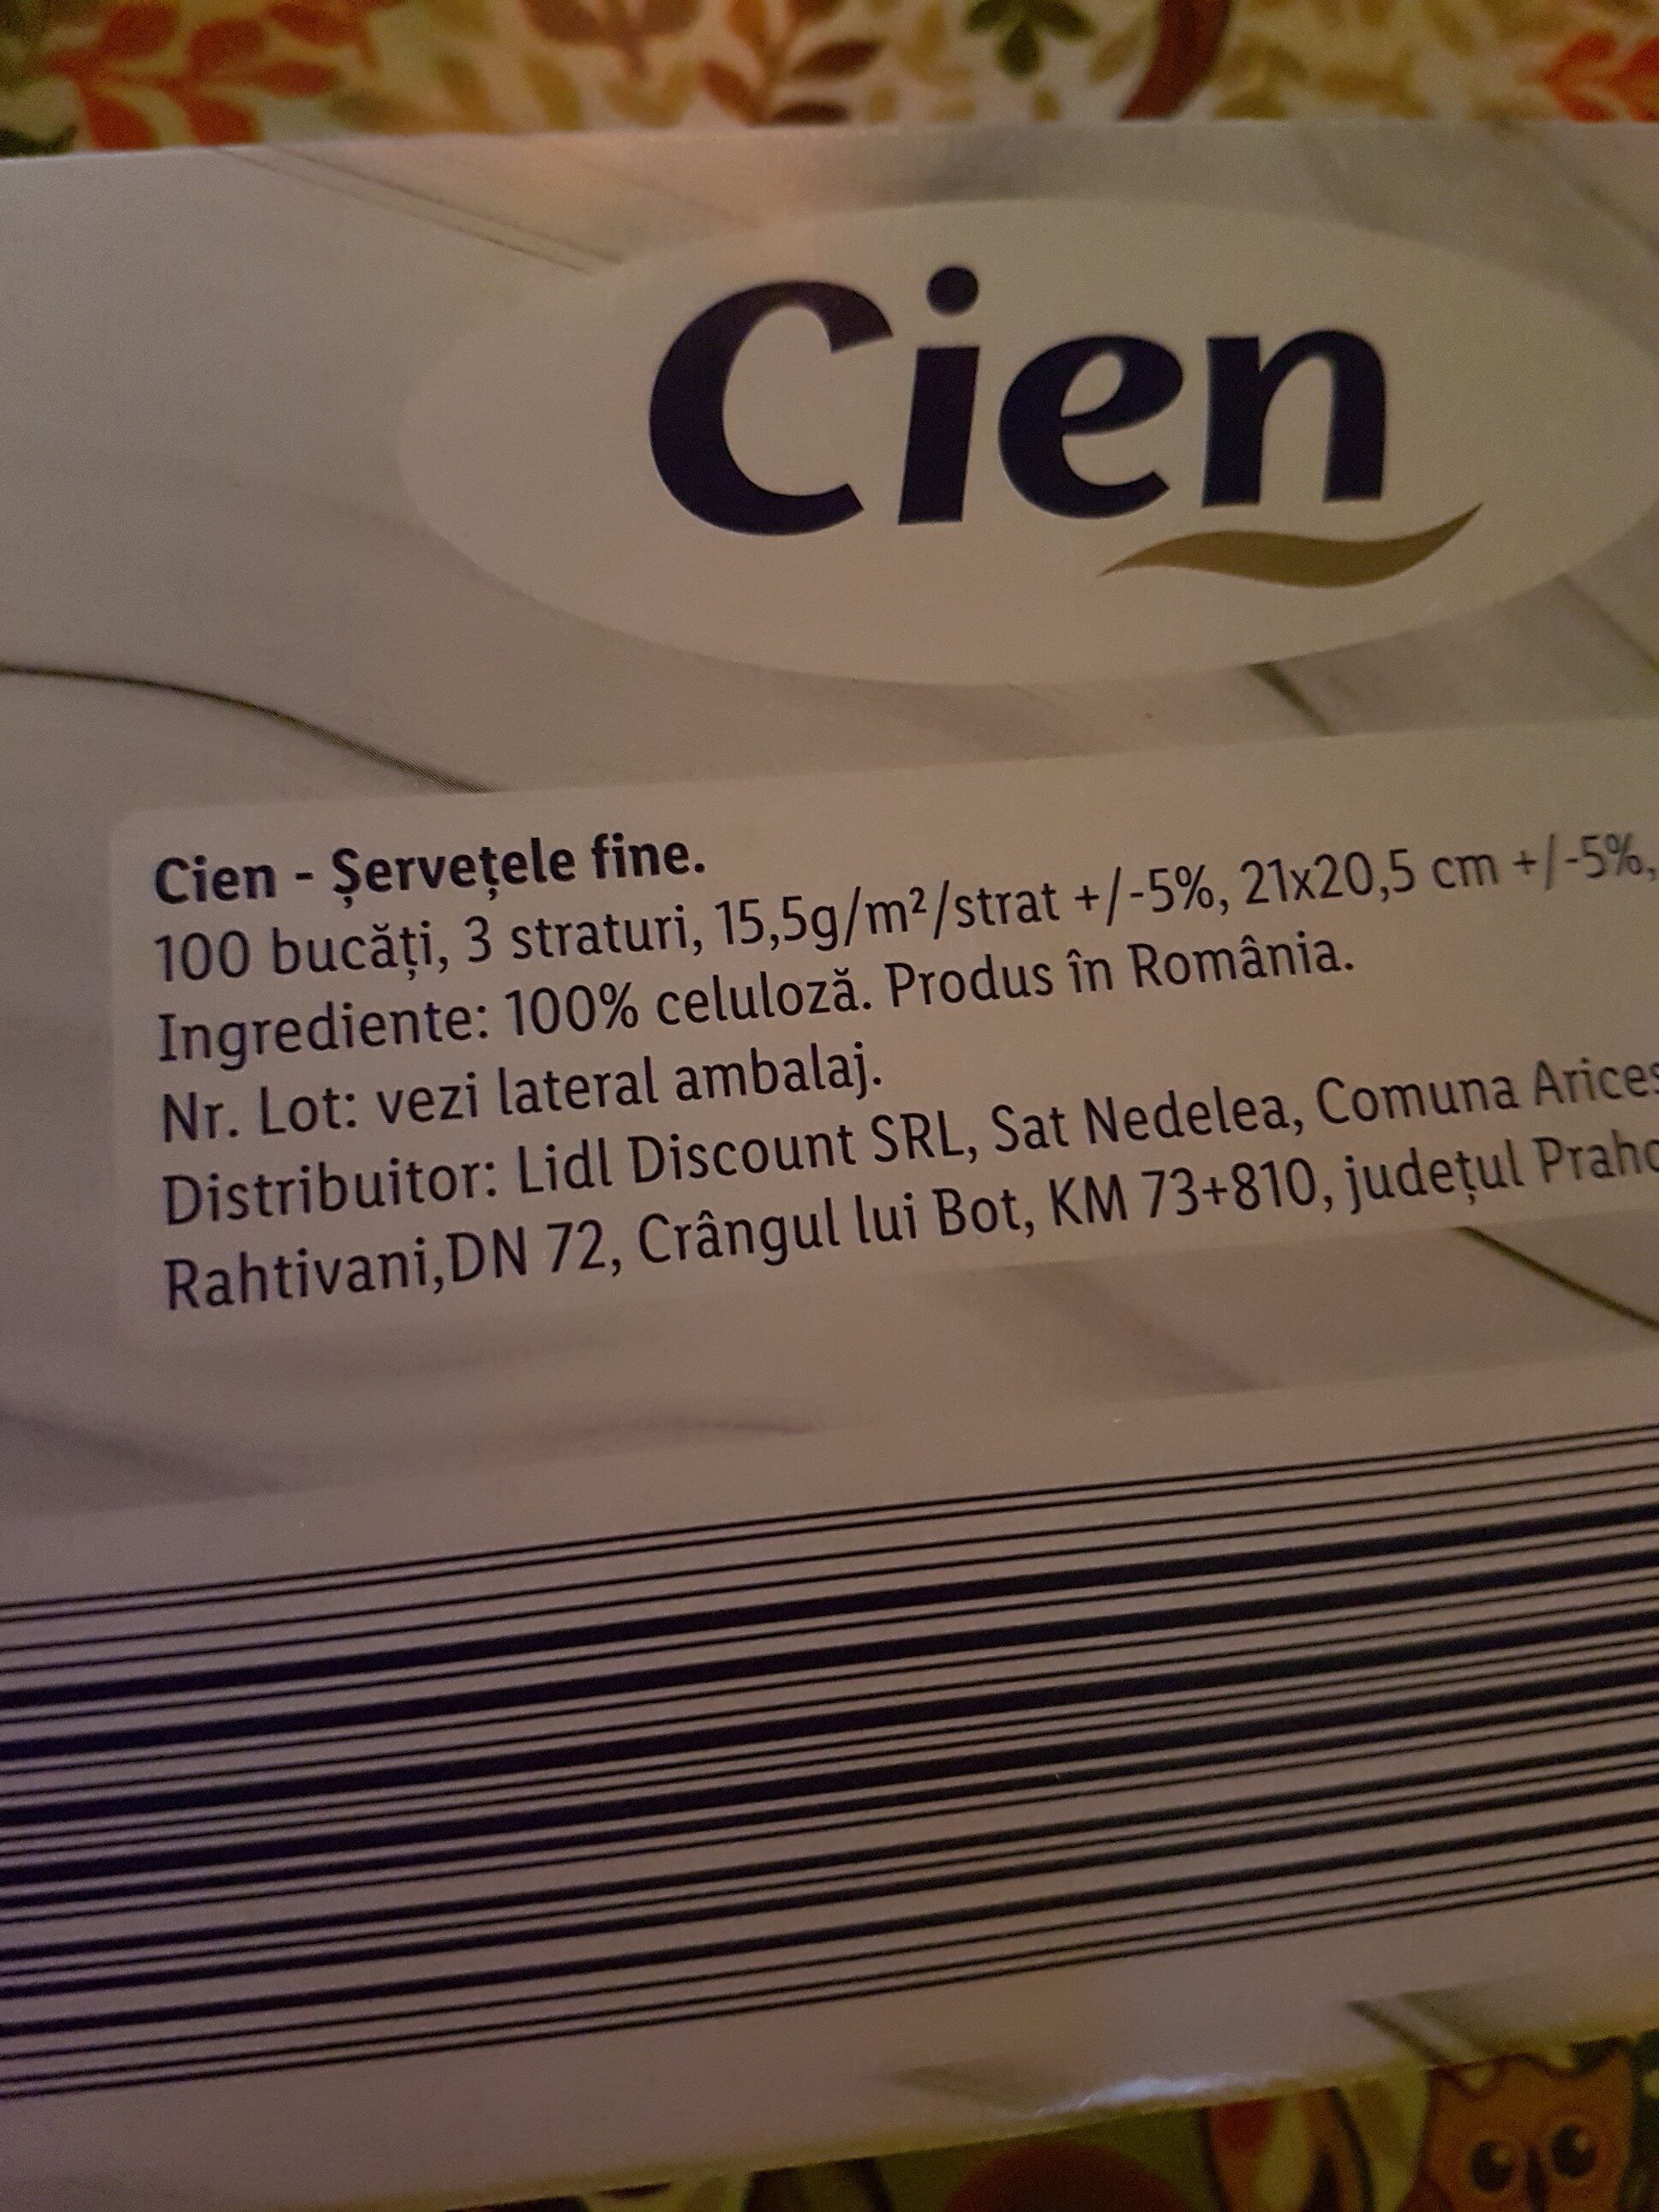 Cien
Cien - Șervețele fine.
100 bucăți, 3 straturi, 15,5g/m²/strat +/-5%, 21x20,5 cm +/-5%,
Ingrediente: 100% celuloză. Produs în România.
Nr. Lot: vezi lateral ambalaj.
Distribuitor: Lidl Discount SRL, Sat Nedelea, Comuna
Rahtivani,DN 72, Crângul lui Bot, KM 73+810, județul